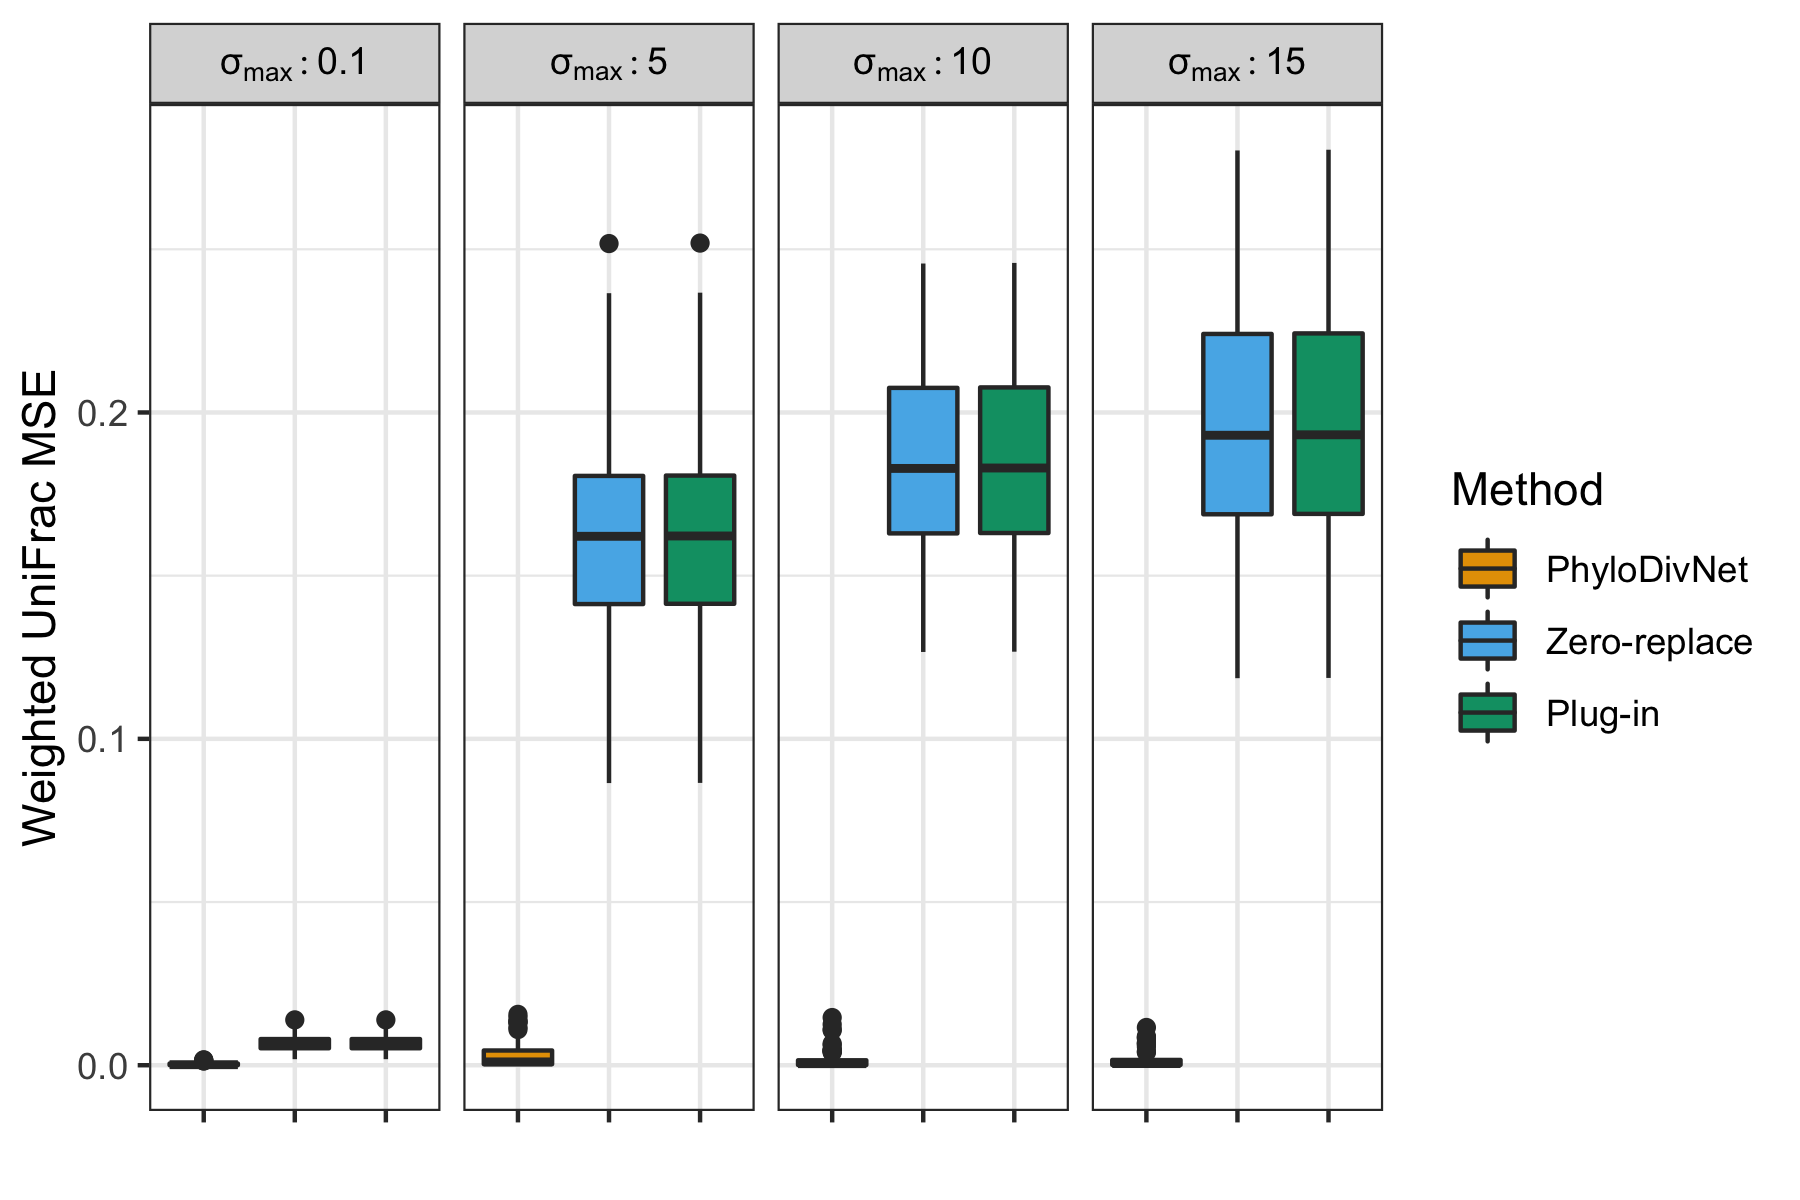 σmax : 0.1
σmax : 5
σmax : 10
σmax : 15
Weighted UniFrac MSE
0.2
0.1
0.0
Method
PhyloDivNet
Zero-replace
Plug-in